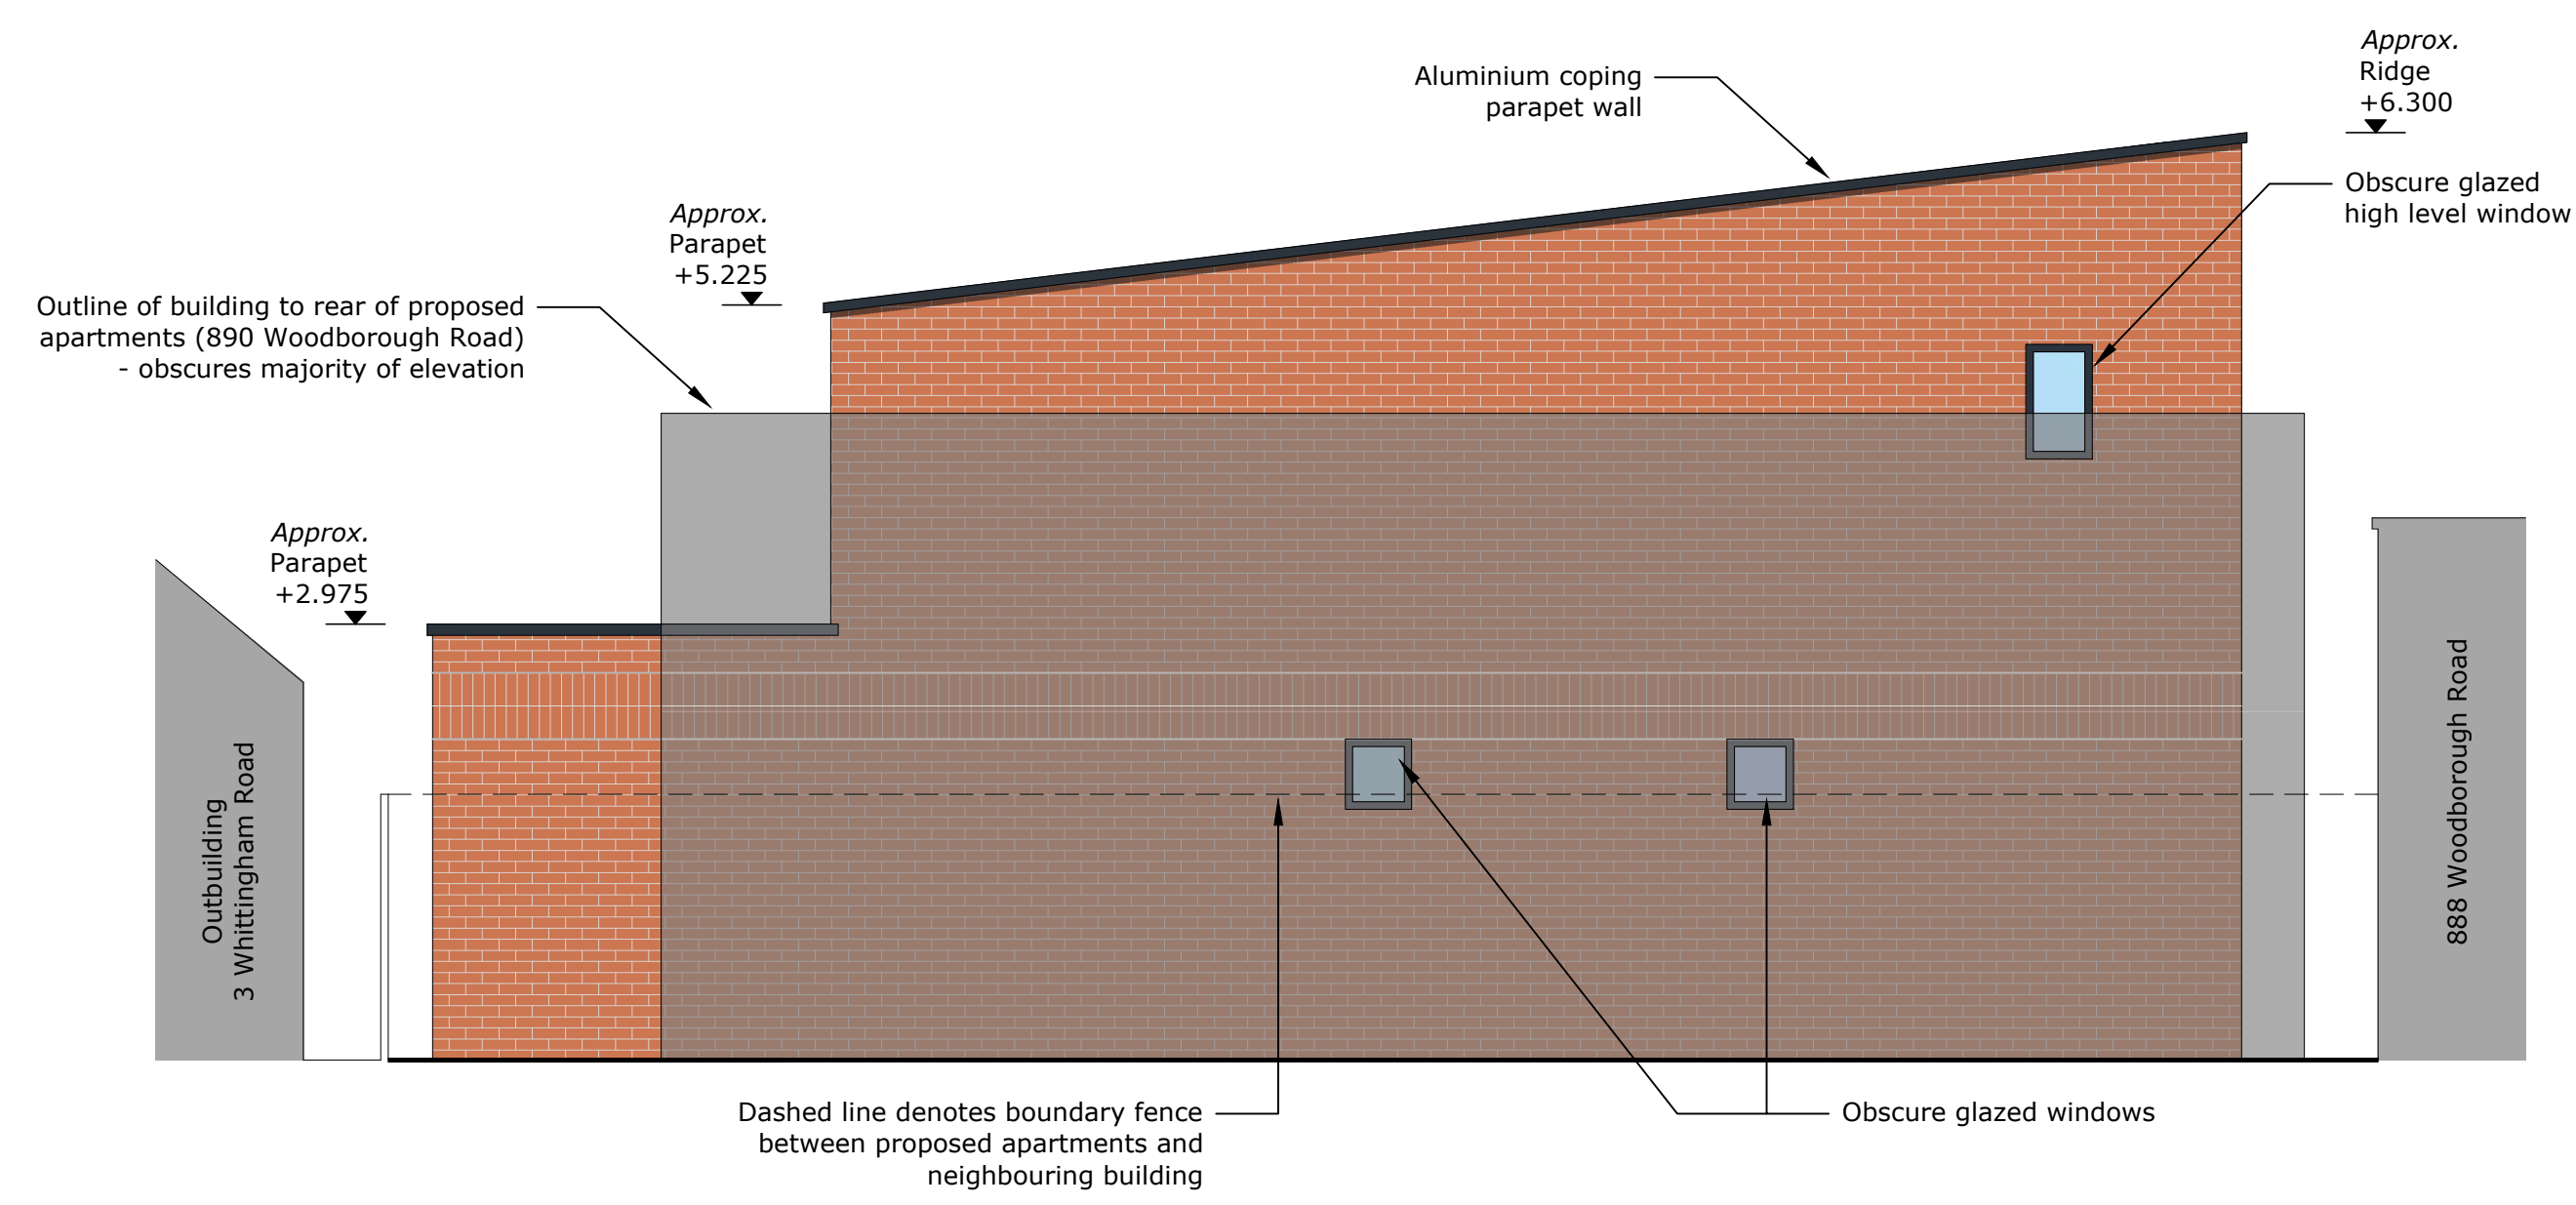 Approx.
Ridge
+6.300
Aluminium coping
parapet wall
Obscure glazed
high level window
Approx.
Parapet
+5.225
Outline of building to rear of proposed
apartments (890 Woodborough Road)
- obscures majority of elevation
Approx.
Parapet
+2.975
Outbuilding
3 Whittingham Road
888 Woodborough Road
Dashed line denotes boundary fence
between proposed apartments and
neighbouring building
Obscure glazed windows